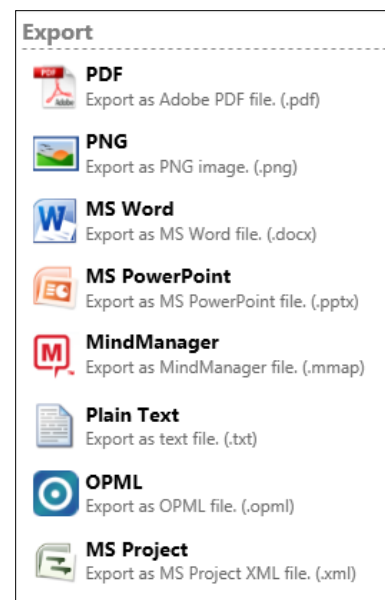 Export
PDF
Export as Adobe PDF file. (.pdf)
PNG
Export as PNG image. (.png)
MS Word
Export as MS Word file. (.docx)
MS PowerPoint
Export as MS PowerPoint file. (.pptx)
MindManager
Export as MindManager file. (.mmap)
Plain Text
Export as text file. (.txt)
OPML
Export as OPML file. (.opml)
MS Project
Export as MS Project XML file. (.xml)